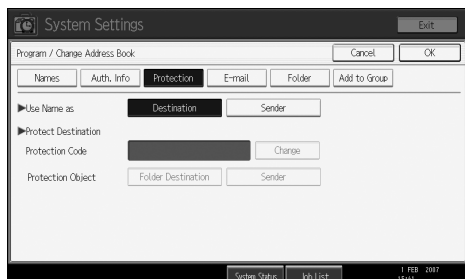 System Settings Exit
Program / Change Address Book Cancel OK
Names Auth. Info Protection E-mail Folder Add to Group
▶Use Name as Destination Sender
▶Protect Destination
Protection Code Change
Protection Object Folder Destination Sender
System Status Job List 1 FEB 2007